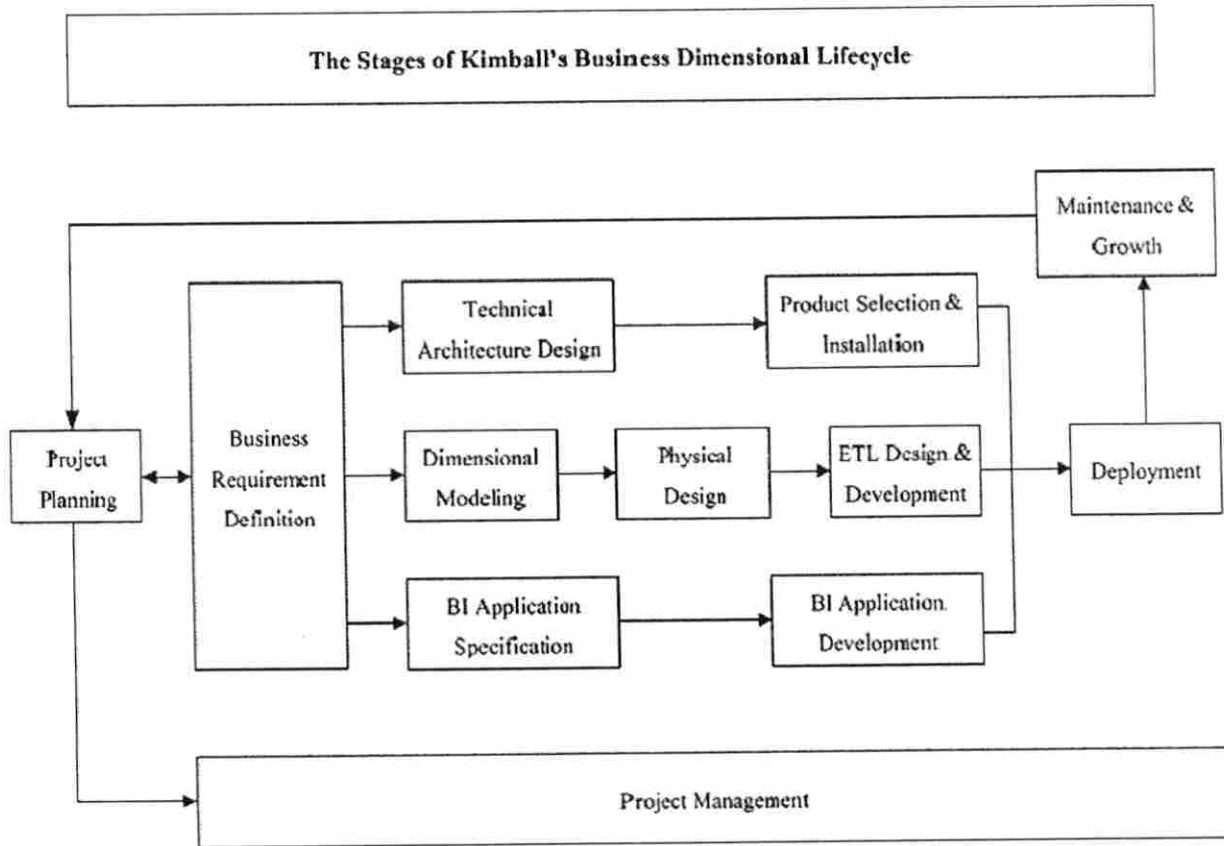 The Stages of Kimball's Business Dimensional Lifecycle
Maintenance &
Growth
Technical
Architecture Design
Product Selection &
Installation
Project
Planning
Business
Requirement
Definition
Dimensional
Modeling
Physical
Design
ETL Design &
Development
Deployment
BI Application
Specification
BI Application.
Development
Project Management